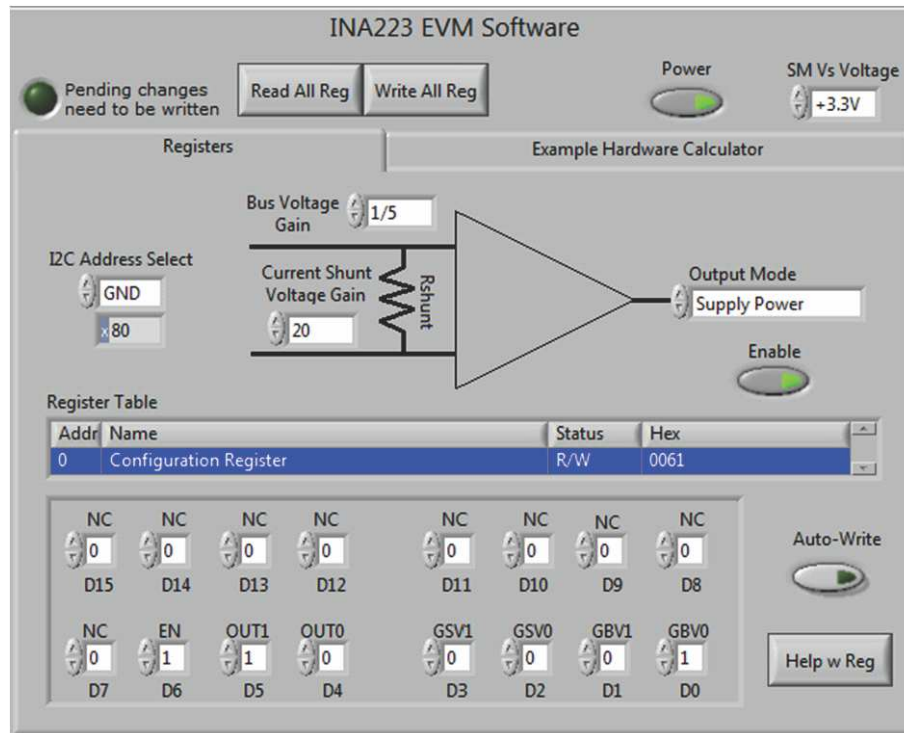 INA223 EVM Software
Pending changes
need to be written
Read All Reg
Write All Reg
Power
SM Vs Voltage
+3.3V
Registers
Example Hardware Calculator
Bus Voltage
Gain
1/5
I2C Address Select
GND
x80
Current Shunt
Voltage Gain
20
Rshunt
Output Mode
Supply Power
Enable
Register Table
Addr Name Status Hex
0 Configuration Register R/W 0061
NC NC NC NC NC NC NC NC
0 0 0 0 0 0 0 0
D15 D14 D13 D12 D11 D10 D9 D8
NC EN OUT1 OUT0 GSV1 GSV0 GBV1 GBV0
0 1 1 0 0 0 0 1
D7 D6 D5 D4 D3 D2 D1 D0
Auto-Write
Help w Reg